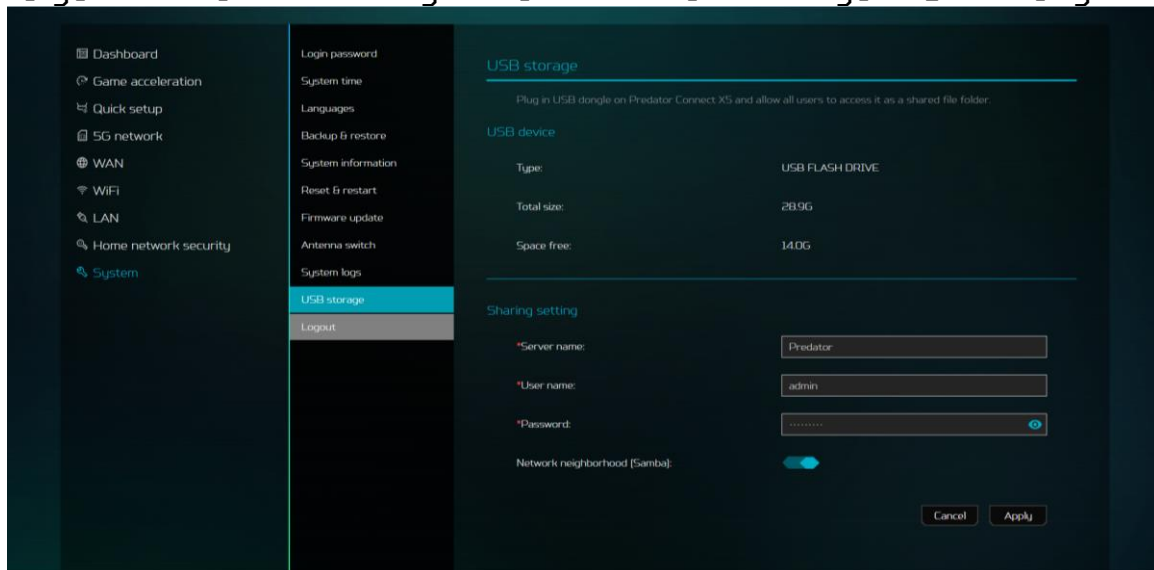 Dashboard
Game acceleration
Quick setup
5G network
WAN
WiFi
LAN
Home network security
System
Login password
System time
Languages
Backup & restore
System information
Reset & restart
Firmware update
Antenna switch
System logs
USB storage
Logout
USB storage
Plug in USB dongle on Predator Connect X5 and allow all users to access it as a shared file folder.
USB device
Type: USB FLASH DRIVE
Total size: 28.9G
Space free: 14.0G
Sharing setting
*Server name: Predator
*User name: admin
*Password: .........
Network neighborhood (Samba):
Cancel Apply